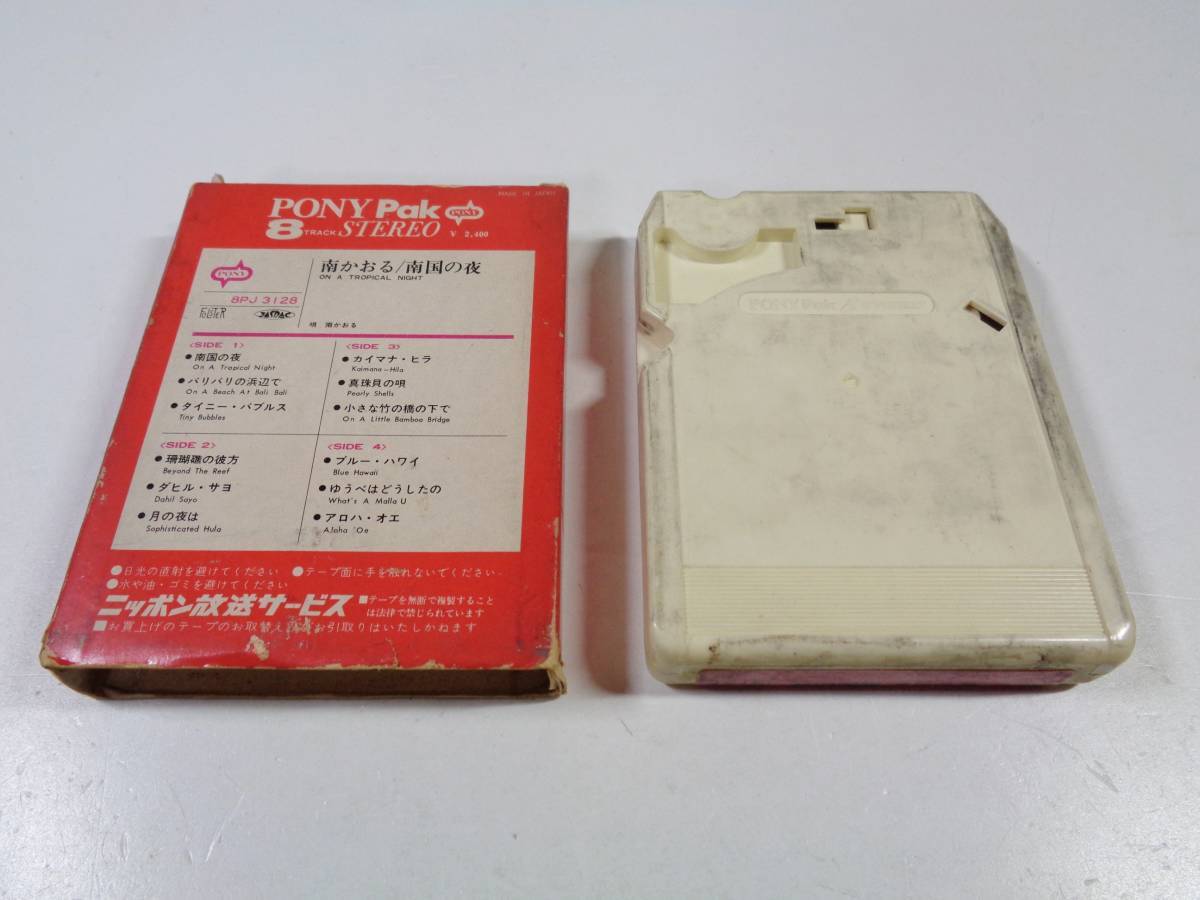 MADE IN JAPAN
PONY Pak PONY
8 TRACK STEREO ¥ 2,400
PONY
南かおる/南国の夜
ON A TROPICAL NIGHT
8PJ 3128
JASRAC
唄 南かおる
〈SIDE 1〉
●南国の夜
On A Tropical Night
●バリバリの浜辺で
On A Beach At Bali Bali
●タイニー・バブルス
Tiny Bubbles
〈SIDE 2〉
●珊瑚礁の彼方
Beyond The Reef
●ダヒル・サヨ
Dahil Sayo
●月の夜は
Sophisticated Hula
〈SIDE 3〉
●カイマナ・ヒラ
Kaimana-Hila
●真珠貝の唄
Pearly Shells
●小さな竹の橋の下で
On A Little Bamboo Bridge
〈SIDE 4〉
●ブルー・ハワイ
Blue Hawaii
●ゆうべはどうしたの
What's A Malla U
●アロハ・オエ
Aloha 'Oe
●日光の直射を避けてください ●テープ面に手を触れないでください
●水や油・ゴミを避けてください
ニッポン放送サービス
■テープを無断で複製すること
は法律で禁じられています
■お買上げのテープのお取替え お引取りはいたしかねます
PONY Pak